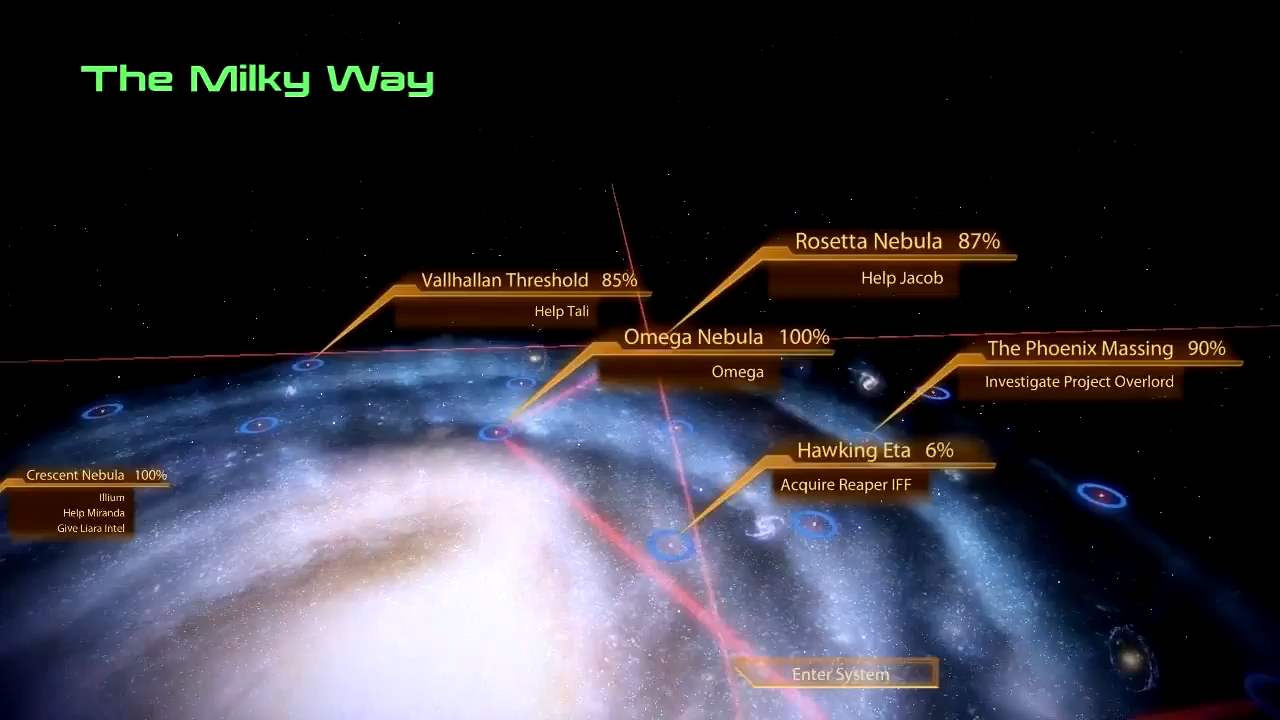 The Milky Way
Rosetta Nebula 87%
Help Jacob
Vallhallan Threshold 85%
Help Tali
Omega Nebula 100%
Omega
The Phoenix Massing 90%
Investigate Project Overlord
Hawking Eta 6%
Acquire Reaper IFF
Crescent Nebula 100%
Illium
Help Miranda
Give Liara Intel
Enter System